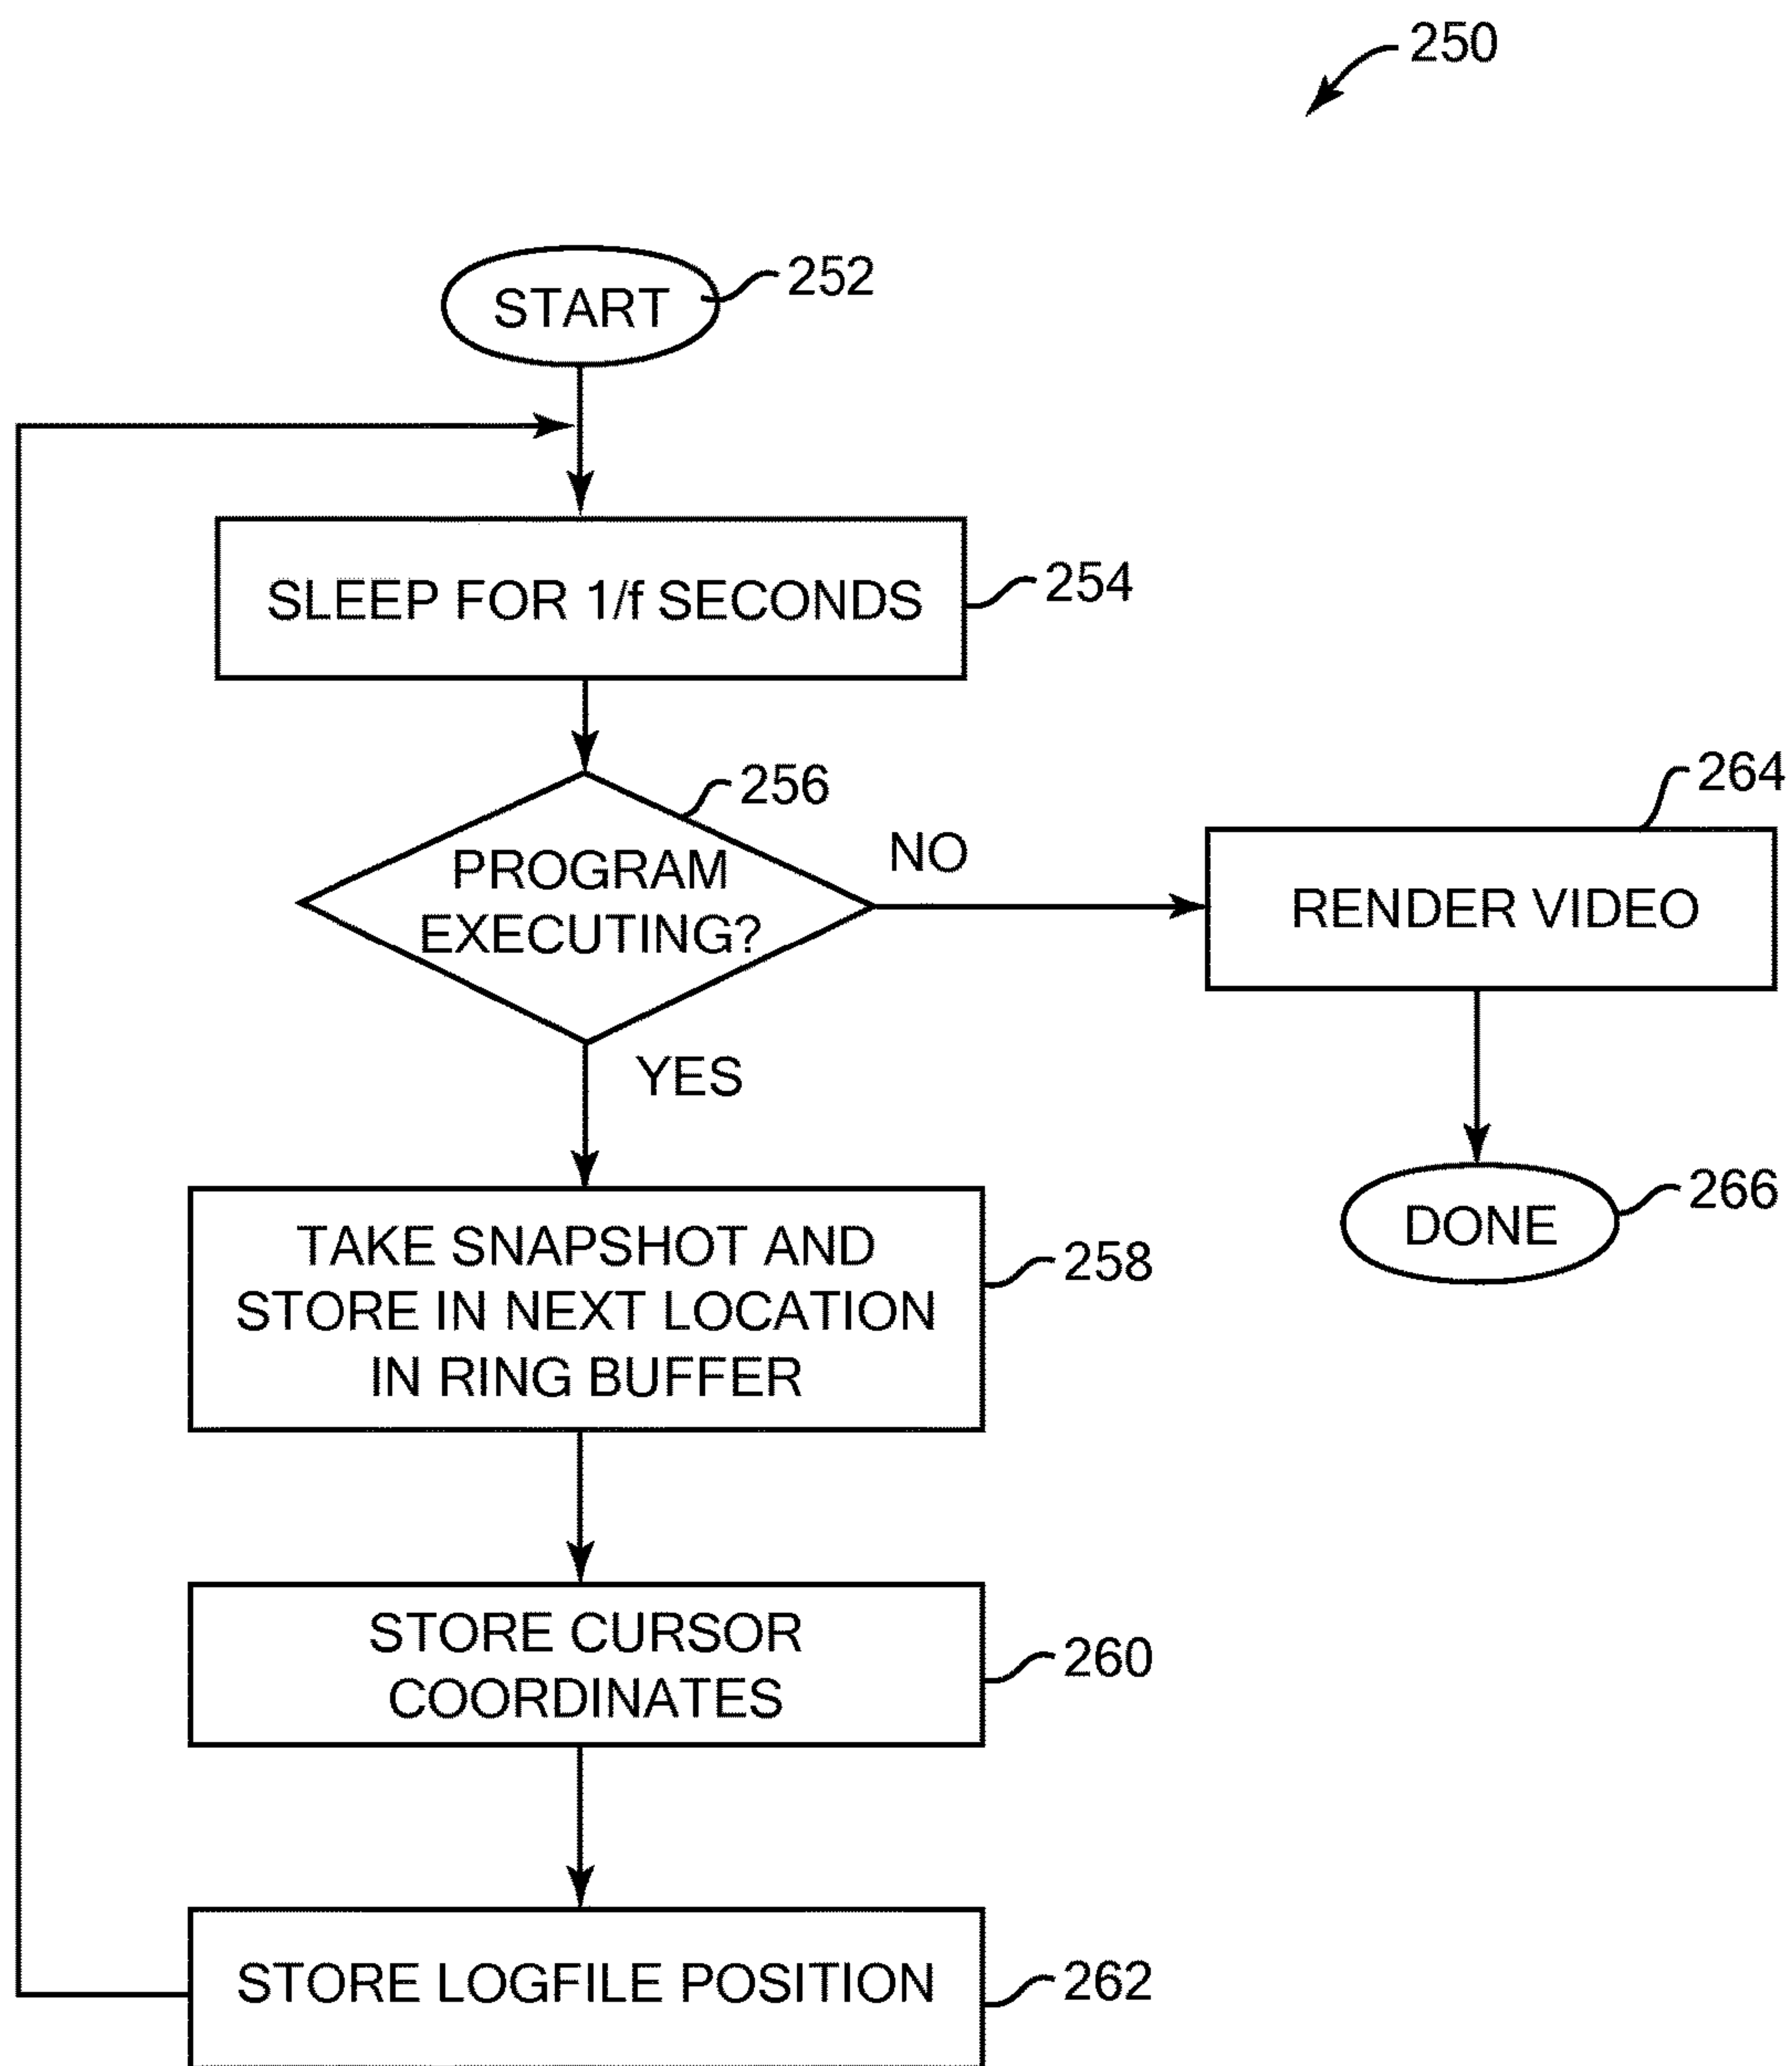 250
START
252
SLEEP FOR 1/f SECONDS
254
PROGRAM
EXECUTING?
256
NO
YES
RENDER VIDEO
264
DONE
266
TAKE SNAPSHOT AND
STORE IN NEXT LOCATION
IN RING BUFFER
258
STORE CURSOR
COORDINATES
260
STORE LOGFILE POSITION
262